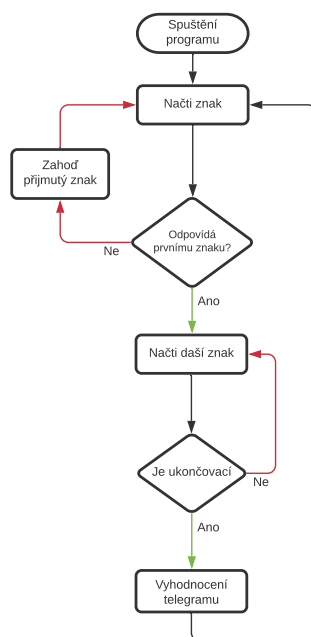 Spuštění
programu
Načti znak
Zahoď
přijmutý znak
Odpovídá
prvnímu znaku?
Ne
Ano
Načti daší znak
Je ukončovací
Ne
Ano
Vyhodnocení
telegramu